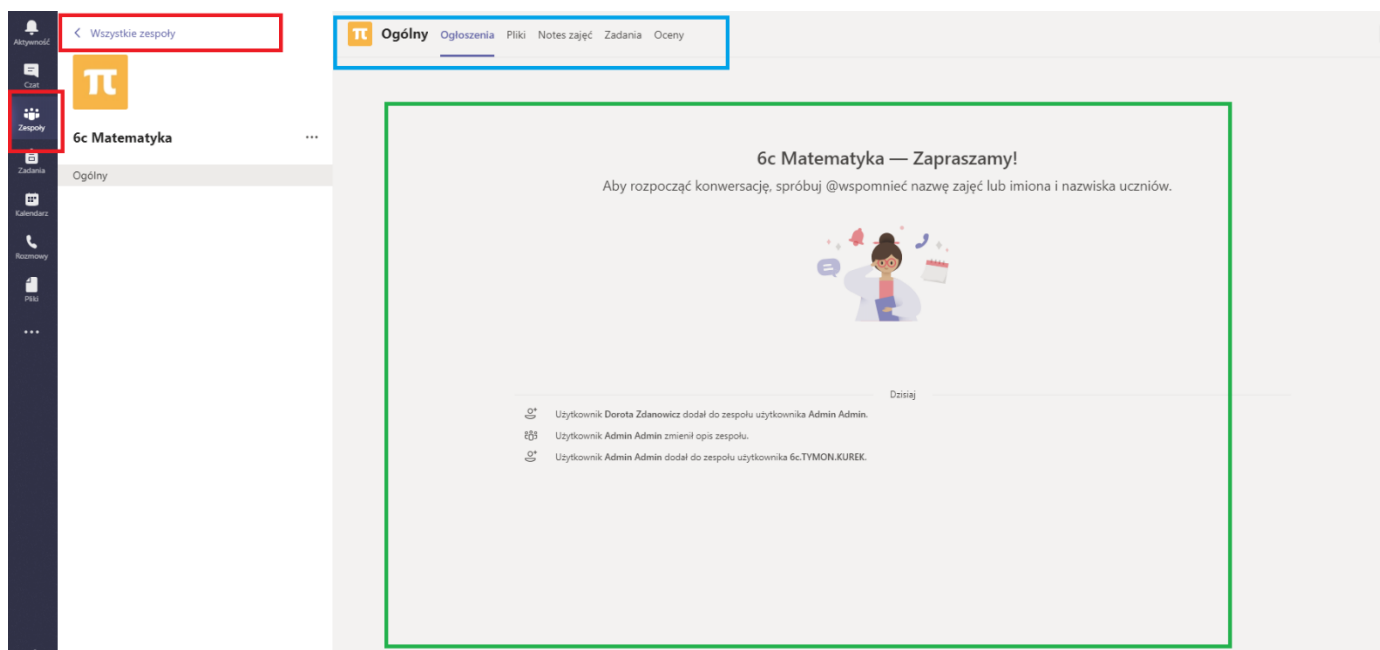 Aktywność
Czat
Zespoły
Zadania
Kalendarz
Rozmowy
Pliki
Wszystkie zespoły
π
6c Matematyka
Ogólny
π Ogólny Ogłoszenia Pliki Notes zajęć Zadania Oceny
6c Matematyka — Zapraszamy!
Aby rozpocząć konwersację, spróbuj @wspomnieć nazwę zajęć lub imiona i nazwiska uczniów.
Dzisiaj
Użytkownik Dorota Zdanowicz dodał do zespołu użytkownika Admin Admin.
Użytkownik Admin Admin zmienił opis zespołu.
Użytkownik Admin Admin dodał do zespołu użytkownika 6c.TYMON.KUREK.